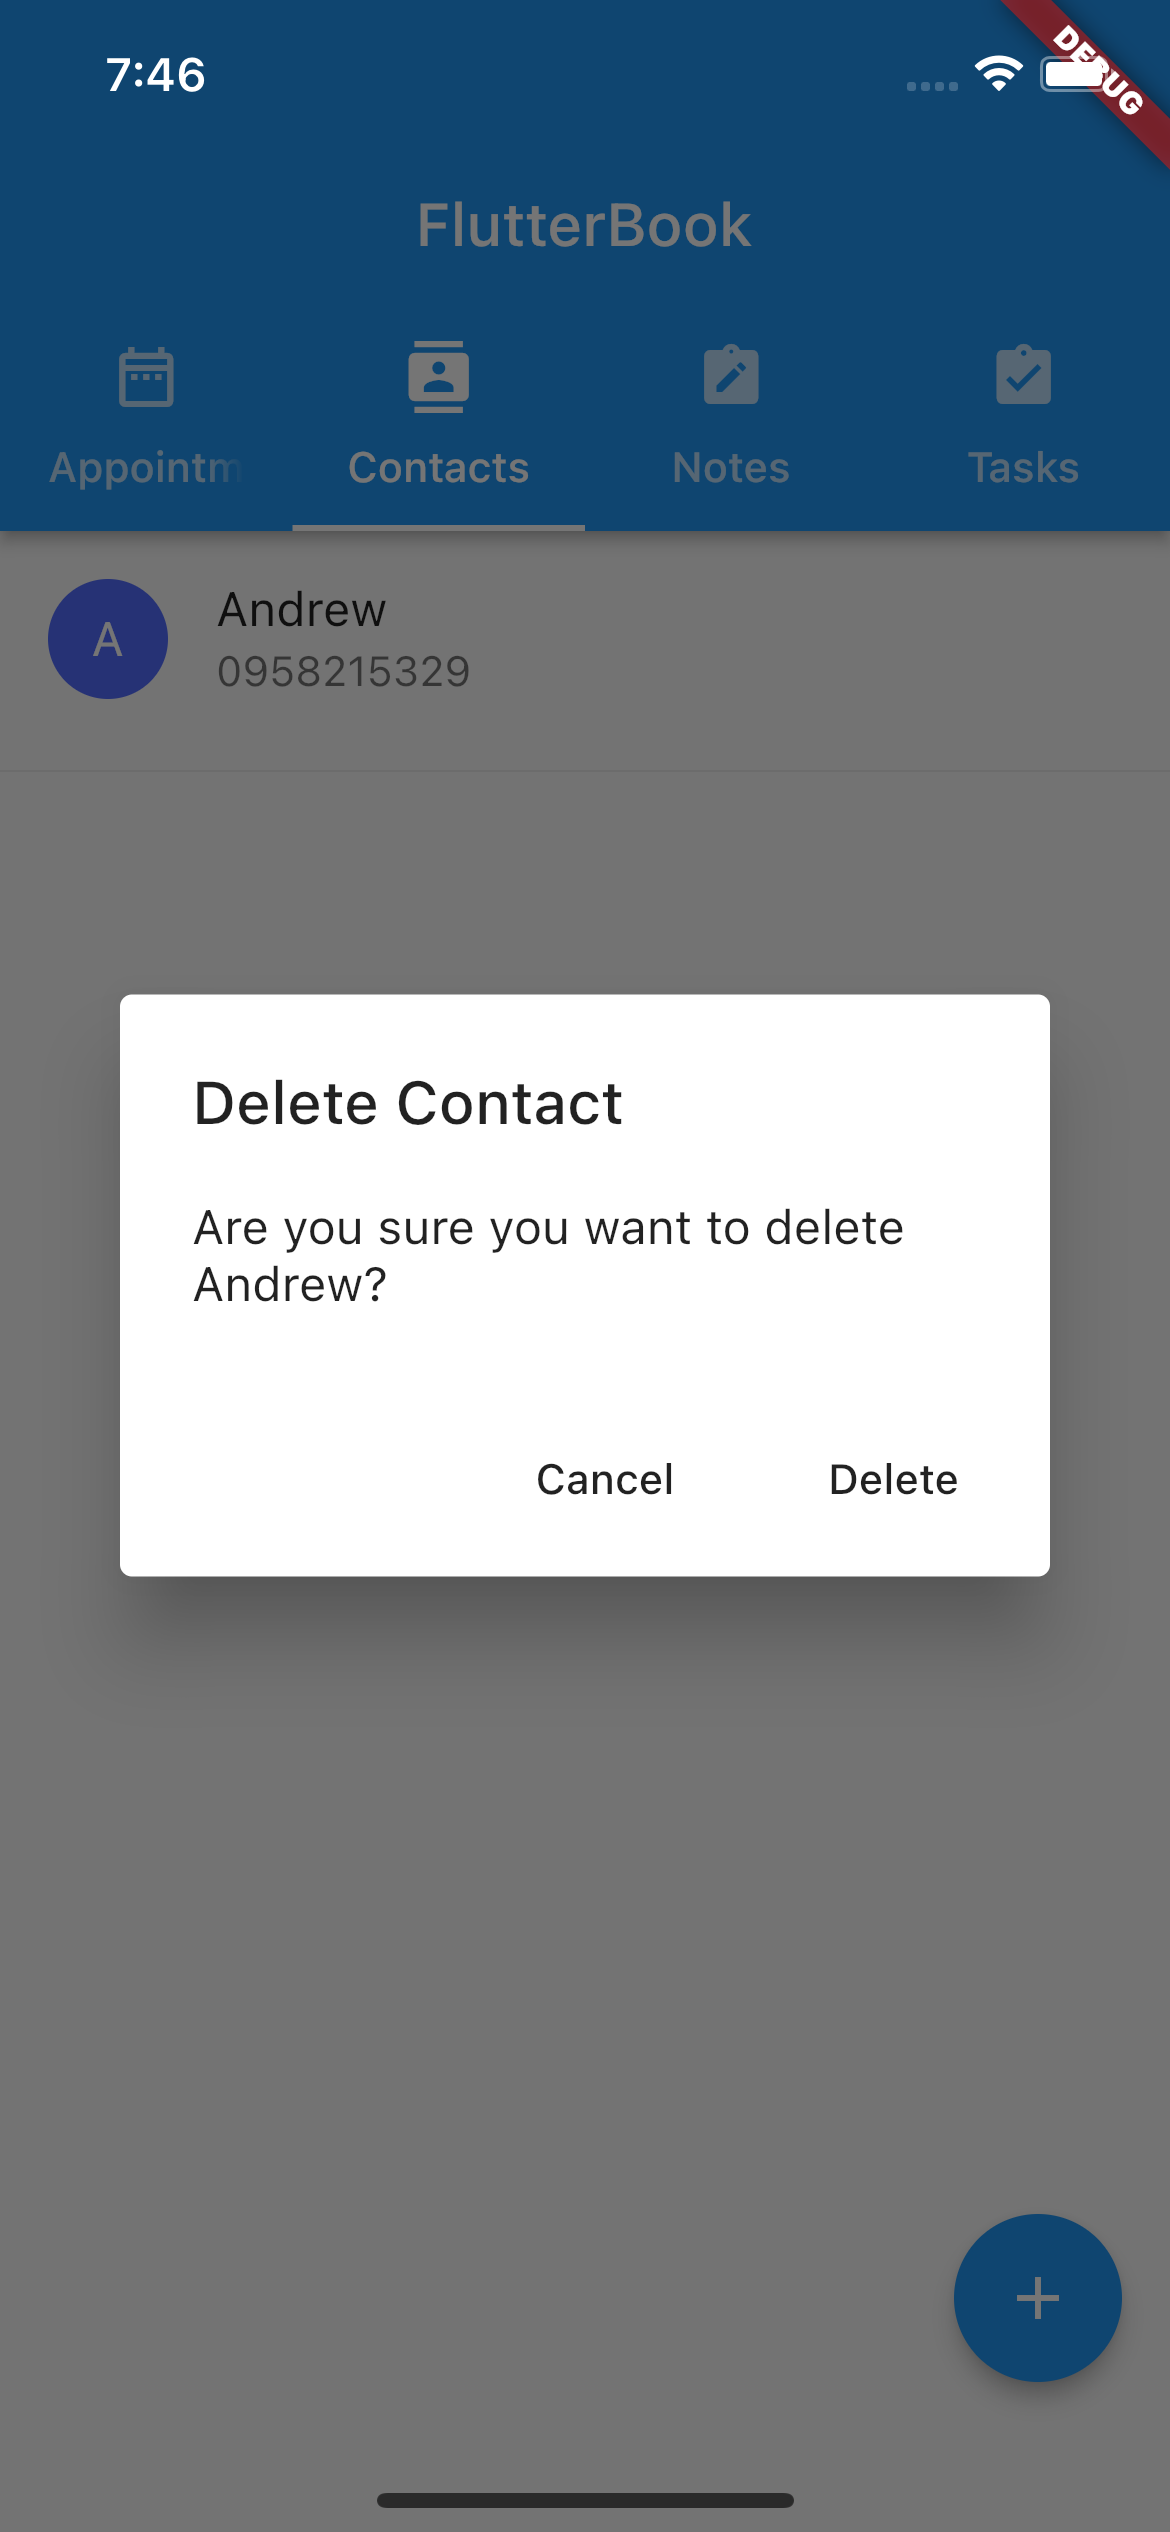 7:46
DEBUG
FlutterBook
Appointm
Contacts
Notes
Tasks
A
Andrew
0958215329
Delete Contact
Are you sure you want to delete
Andrew?
Cancel
Delete